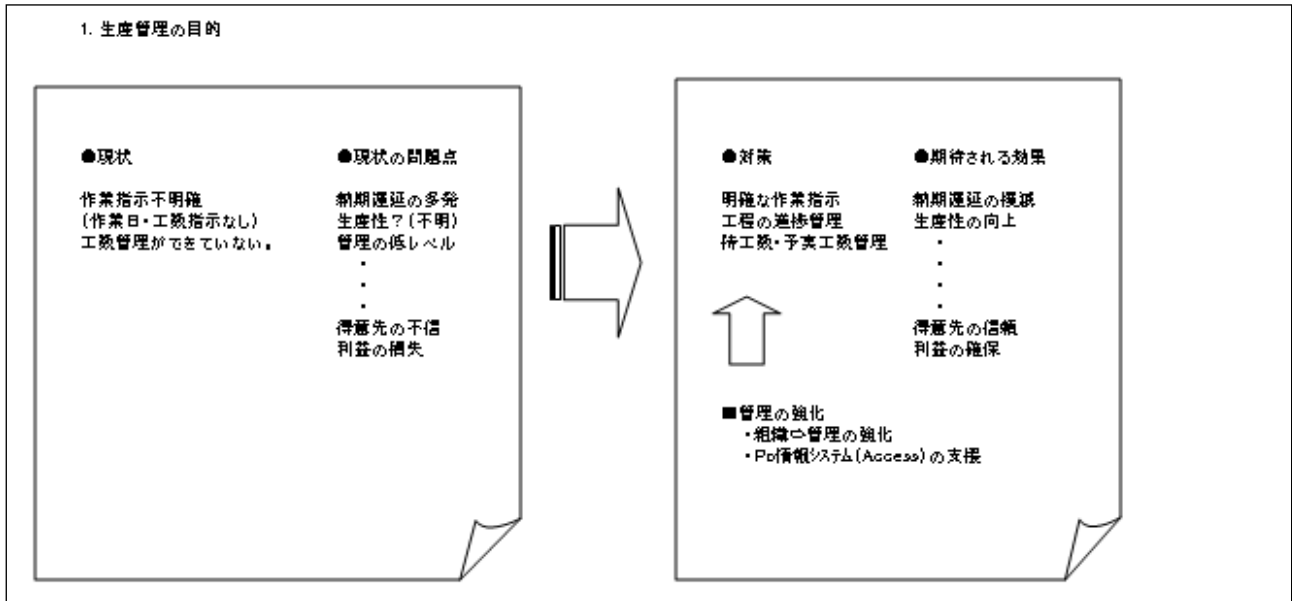 1. 生産管理の目的
●現状
作業指示不明確
(作業日・工数指示なし)
工数管理ができていない。
●現状の問題点
納期遅延の多発
生産性?(不明)
管理の低レベル
・
・
・
得意先の不信
利益の損失
●対策
明確な作業指示
工程の進捗管理
待工数・予実工数管理
●期待される効果
納期遅延の撲滅
生産性の向上
・
・
・
・
得意先の信頼
利益の確保
■管理の強化
・組織⇨管理の強化
・Pc情報システム(Access)の支援